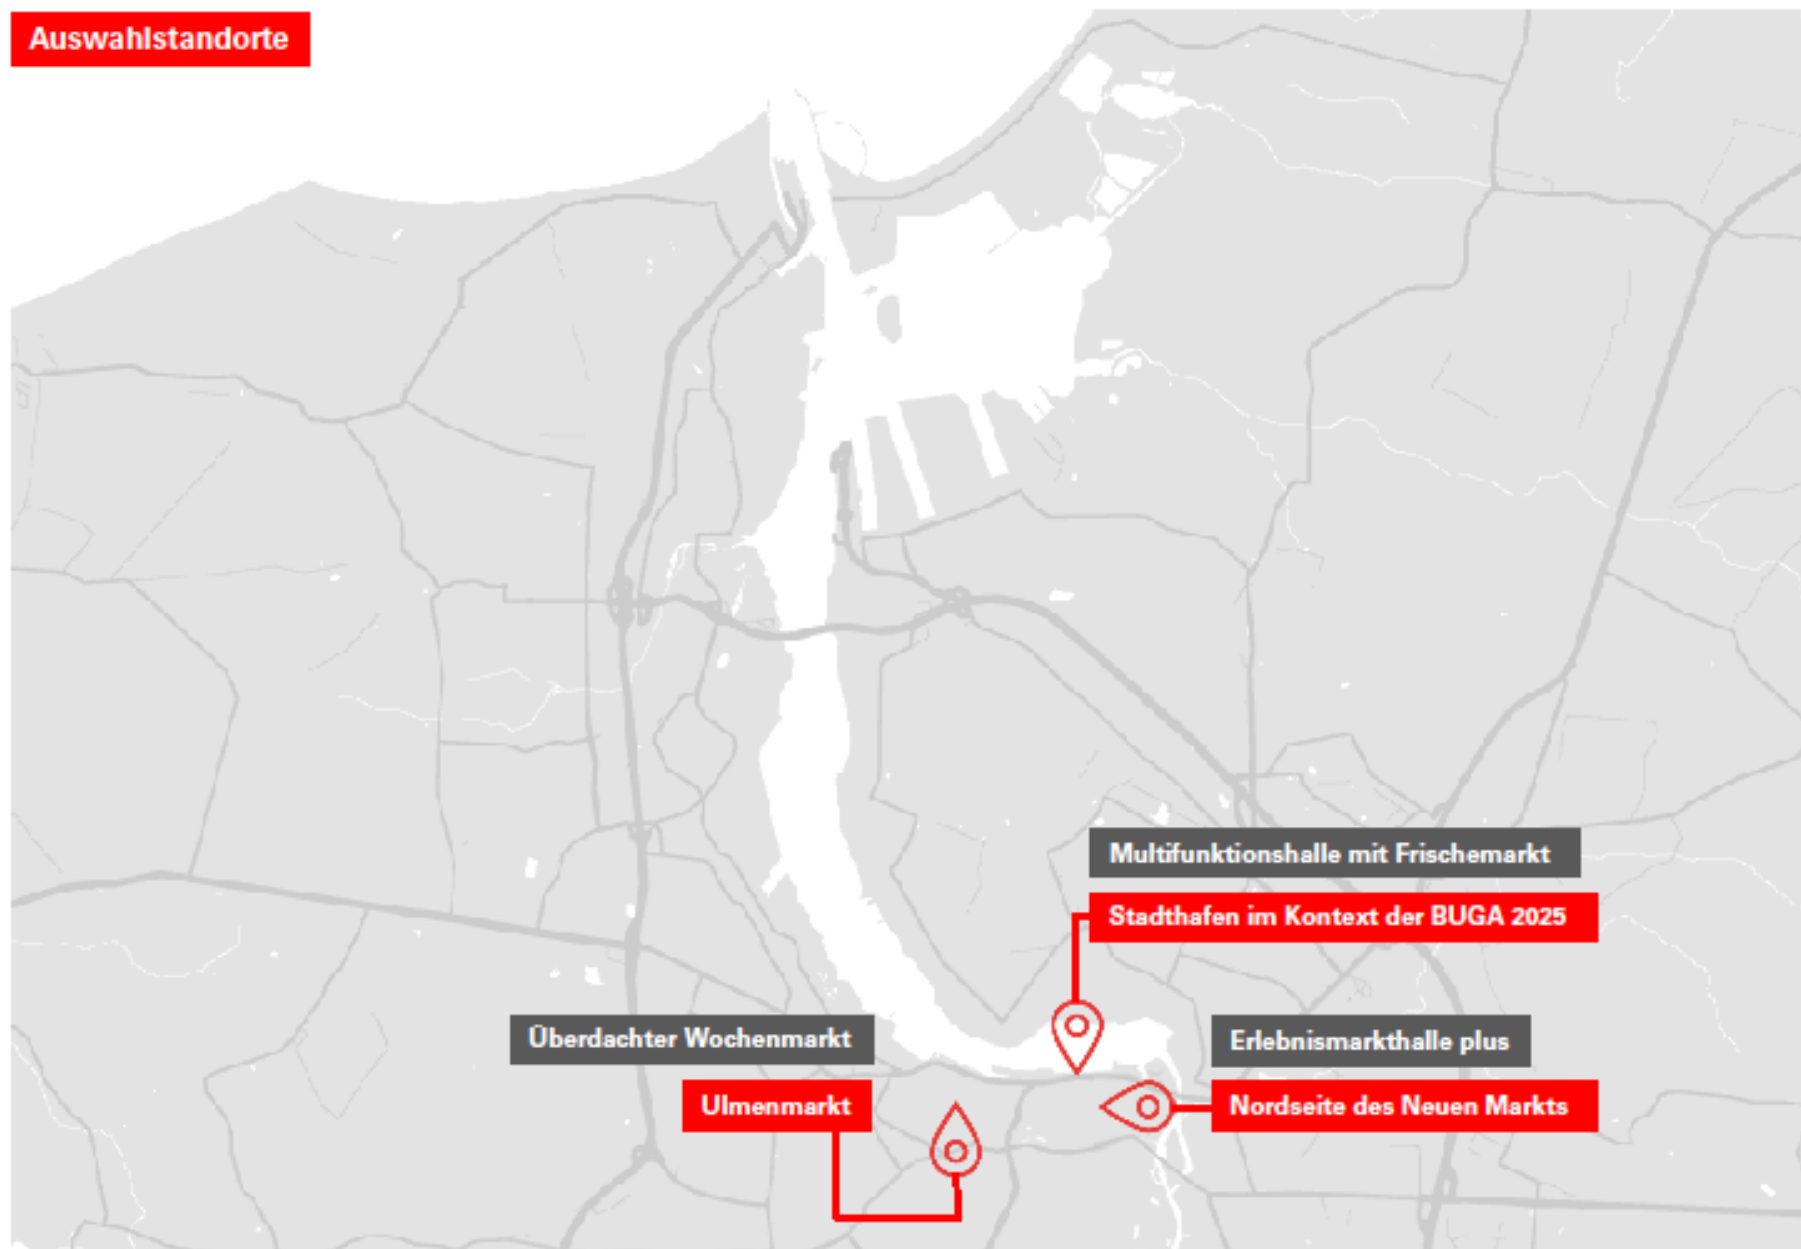 Auswahlstandorte
Multifunktionshalle mit Frischemarkt
Stadthafen im Kontext der BUGA 2025
Überdachter Wochenmarkt
Ulmenmarkt
Erlebnismarkthalle plus
Nordseite des Neuen Markts